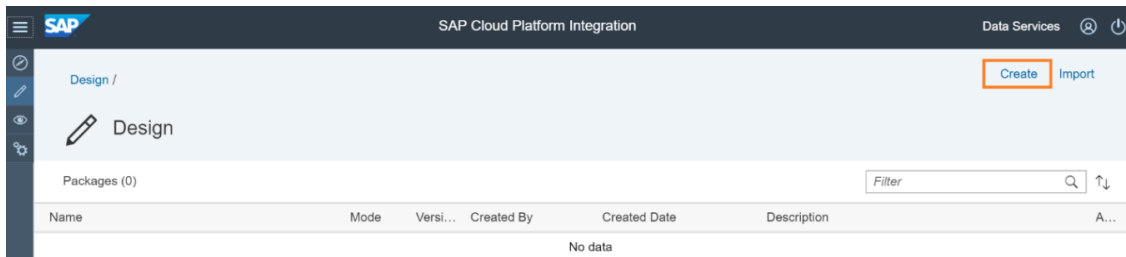 SAP SAP Cloud Platform Integration Data Services
Design / Create Import
Design
Packages (0) Filter
Name Mode Versi... Created By Created Date Description A...
No data